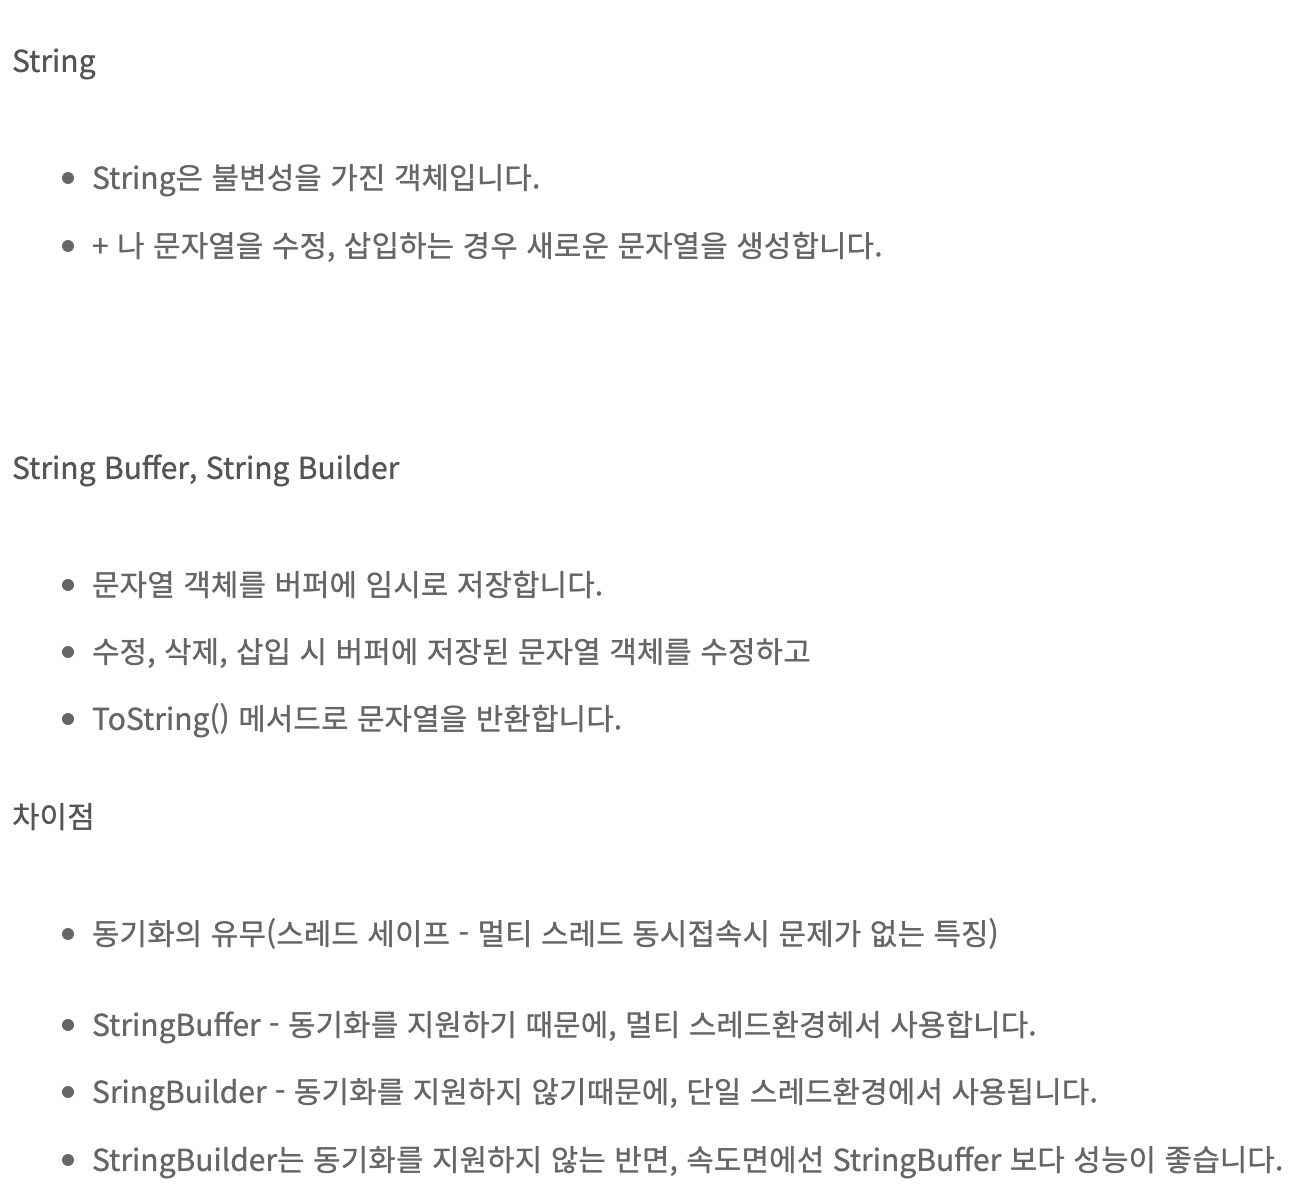 String
String은 불변성을 가진 객체입니다.
+ 나 문자열을 수정, 삽입하는 경우 새로운 문자열을 생성합니다.
String Buffer, String Builder
문자열 객체를 버퍼에 임시로 저장합니다.
수정, 삭제, 삽입 시 버퍼에 저장된 문자열 객체를 수정하고
ToString() 메서드로 문자열을 반환합니다.
차이점
동기화의 유무(스레드 세이프 - 멀티 스레드 동시접속시 문제가 없는 특징)
StringBuffer - 동기화를 지원하기 때문에, 멀티 스레드환경헤서 사용합니다.
SringBuilder - 동기화를 지원하지 않기때문에, 단일 스레드환경에서 사용됩니다.
StringBuilder는 동기화를 지원하지 않는 반면, 속도면에선 StringBuffer 보다 성능이 좋습니다.